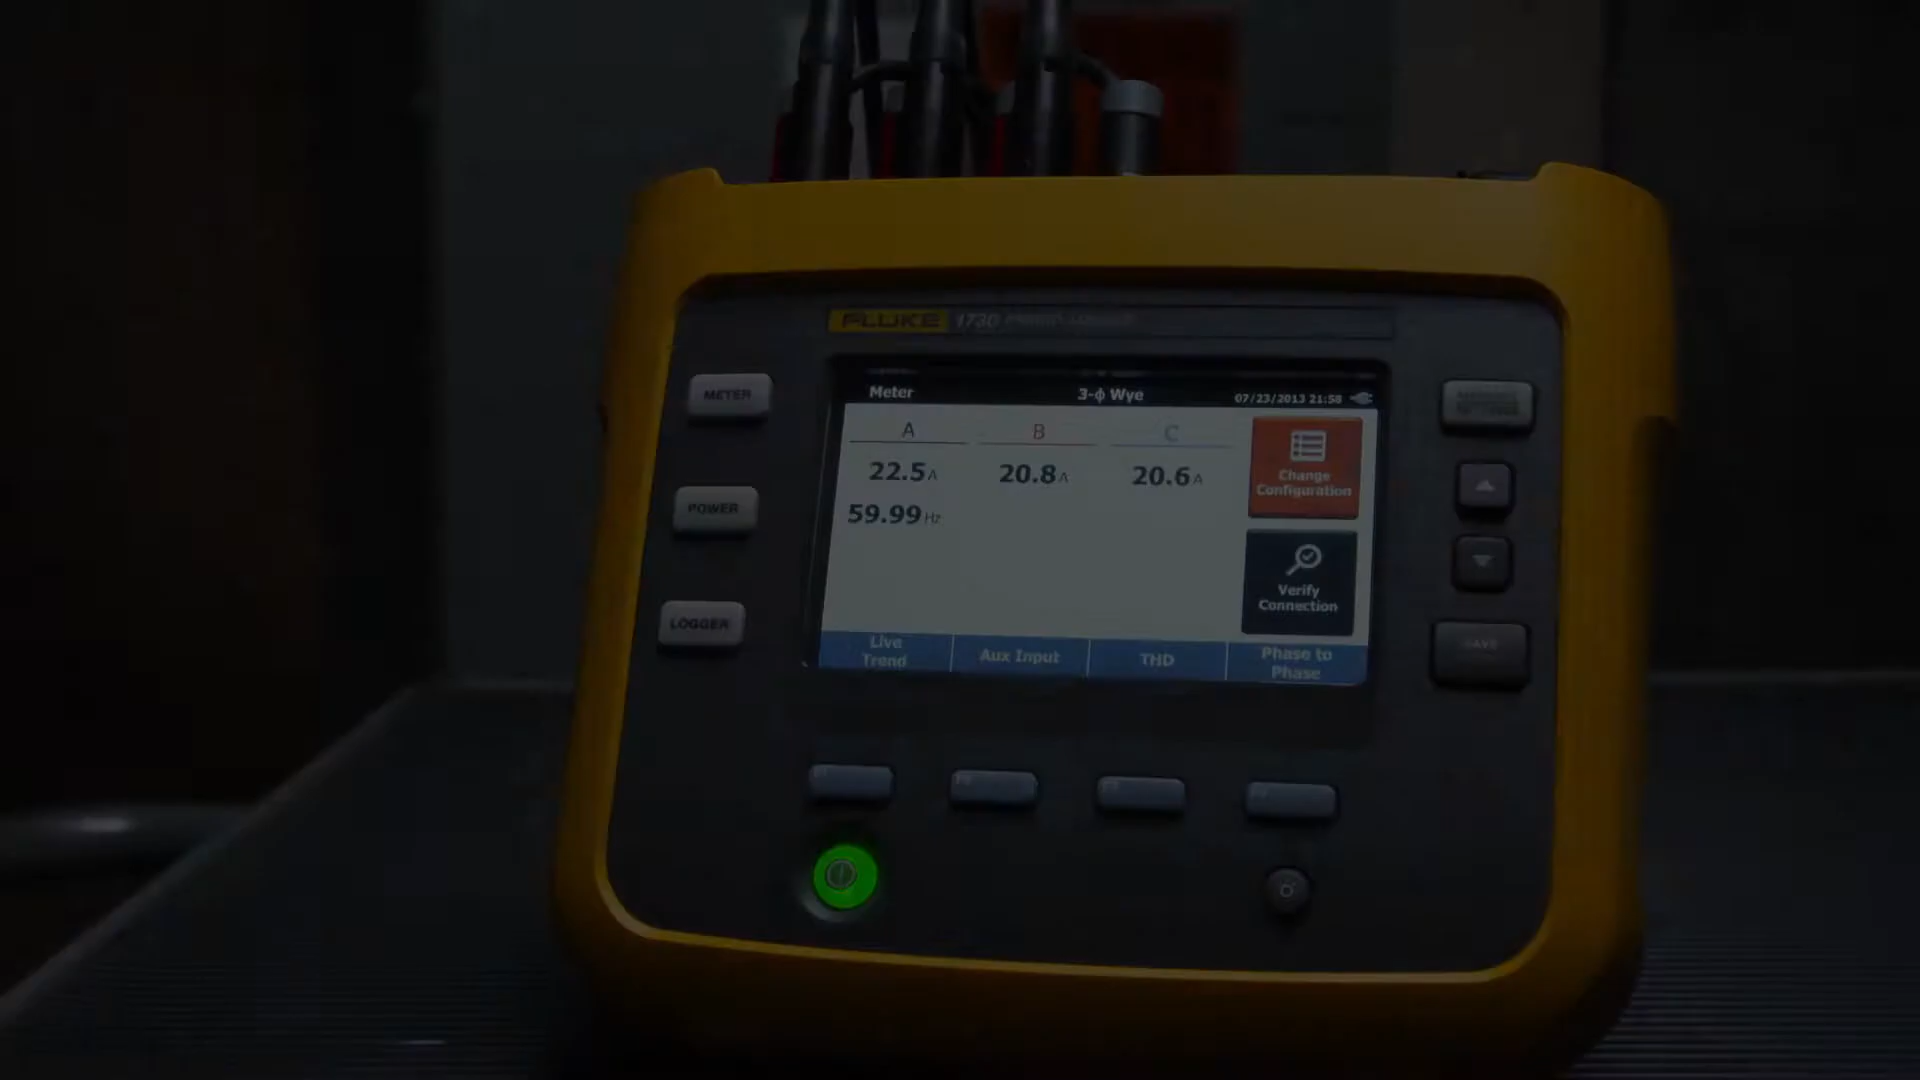 FLUKE 1730
Meter 3-ϕ Wye 07/23/2013 21:58
A B C
22.5 A 20.8 A 20.6 A
59.99 Hz
Change
Configuration
Verify
Connection
Live
Trend
Aux Input
THD
Phase to
Phase
METER
POWER
LOGGER
SAVE